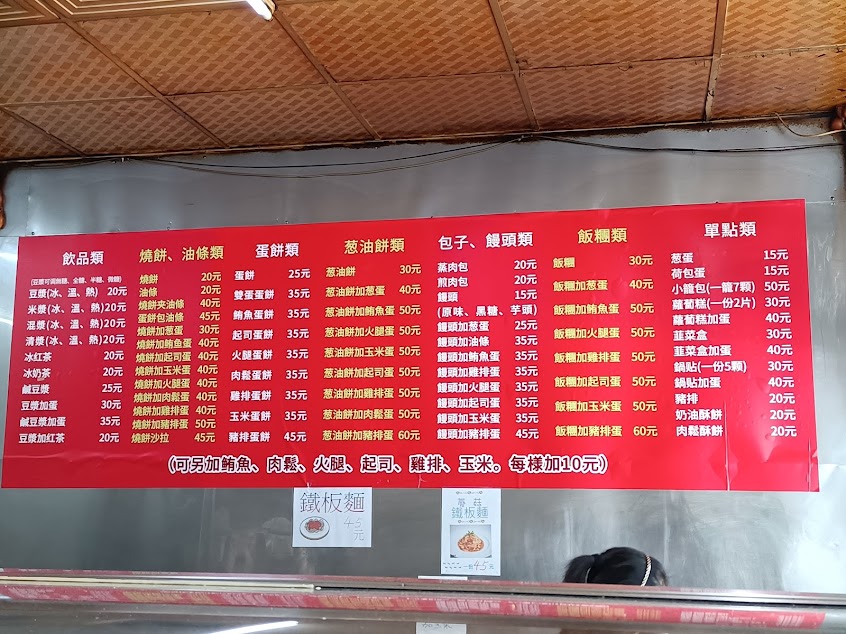 飲品類
(豆漿可調無糖、全糖、半糖、微糖)
豆漿(冰、溫、熱) 20元
米漿(冰、溫、熱) 20元
混漿(冰、溫、熱) 20元
清漿(冰、溫、熱) 20元
冰紅茶 20元
冰奶茶 20元
鹹豆漿 25元
豆漿加蛋 30元
鹹豆漿加蛋 35元
豆漿加紅茶 20元
燒餅、油條類
燒餅 20元
油條 20元
燒餅夾油條 40元
蛋餅包油條 45元
燒餅加蔥蛋 30元
燒餅加鮪魚蛋 40元
燒餅加起司蛋 40元
燒餅加玉米蛋 40元
燒餅加火腿蛋 40元
燒餅加肉鬆蛋 40元
燒餅加雞排蛋 40元
燒餅加豬排蛋 50元
燒餅沙拉 45元
蛋餅類
蛋餅 25元
雙蛋蛋餅 35元
鮪魚蛋餅 35元
起司蛋餅 35元
火腿蛋餅 35元
肉鬆蛋餅 35元
雞排蛋餅 35元
玉米蛋餅 35元
豬排蛋餅 45元
葱油餅類
葱油餅 30元
葱油餅加葱蛋 40元
葱油餅加鮪魚蛋 50元
葱油餅加火腿蛋 50元
葱油餅加玉米蛋 50元
葱油餅加起司蛋 50元
葱油餅加雞排蛋 50元
葱油餅加肉鬆蛋 50元
葱油餅加豬排蛋 60元
包子、饅頭類
蒸肉包 20元
煎肉包 20元
饅頭 15元
(原味、黑糖、芋頭)
饅頭加葱蛋 25元
饅頭加油條 35元
饅頭加鮪魚蛋 35元
饅頭加雞排蛋 35元
饅頭加火腿蛋 35元
饅頭加起司蛋 35元
饅頭加玉米蛋 35元
饅頭加豬排蛋 45元
飯糰類
飯糰 30元
飯糰加葱蛋 40元
飯糰加鮪魚蛋 50元
飯糰加火腿蛋 50元
飯糰加雞排蛋 50元
飯糰加起司蛋 50元
飯糰加玉米蛋 50元
飯糰加豬排蛋 60元
單點類
葱蛋 15元
荷包蛋 15元
小籠包(一籠7顆) 50元
蘿蔔糕(一份2片) 30元
蘿蔔糕加蛋 40元
韮菜盒 30元
韮菜盒加蛋 40元
鍋貼(一份5顆) 30元
鍋貼加蛋 40元
豬排 20元
奶油酥餅 20元
肉鬆酥餅 20元
(可另加鮪魚、肉鬆、火腿、起司、雞排、玉米。每樣加10元)
鐵板麵
45元
蘑菇
鐵板麵
45元